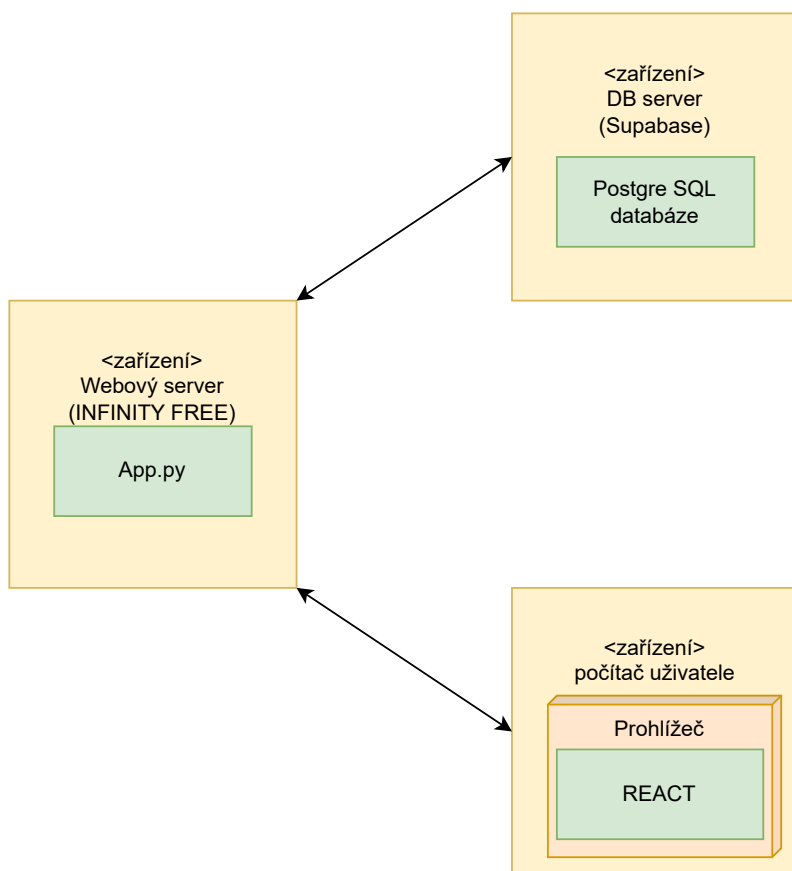 <zařízení>
DB server
(Supabase)
Postgre SQL
databáze
<zařízení>
Webový server
(INFINITY FREE)
App.py
<zařízení>
počítač uživatele
Prohlížeč
REACT